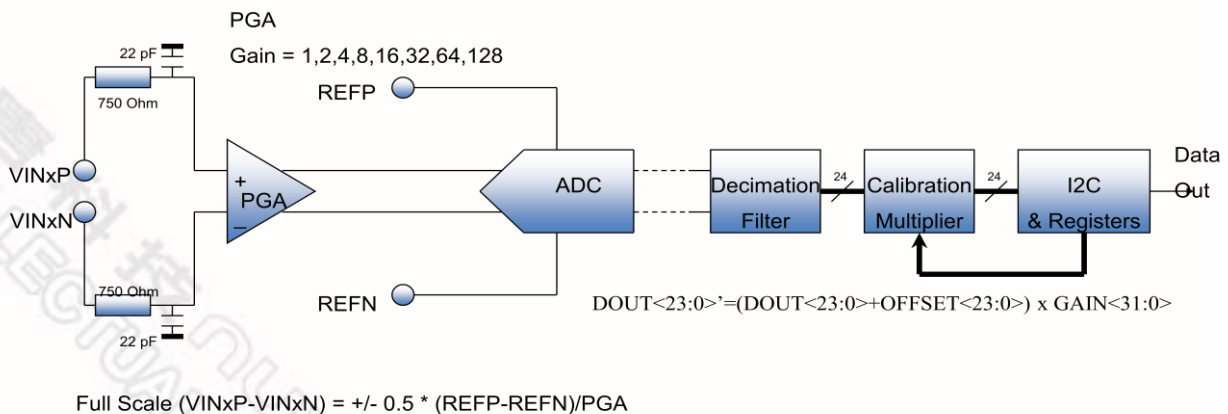 PGA
Gain = 1,2,4,8,16,32,64,128
22 pF
750 Ohm
REFP
VINxP
VINxN
+
PGA
–
ADC
Decimation
Filter
24
Calibration
Multiplier
24
I2C
& Registers
Data
Out
750 Ohm
22 pF
REFN
DOUT<23:0>’=(DOUT<23:0>+OFFSET<23:0>) x GAIN<31:0>
Full Scale (VINxP-VINxN) = +/- 0.5 * (REFP-REFN)/PGA